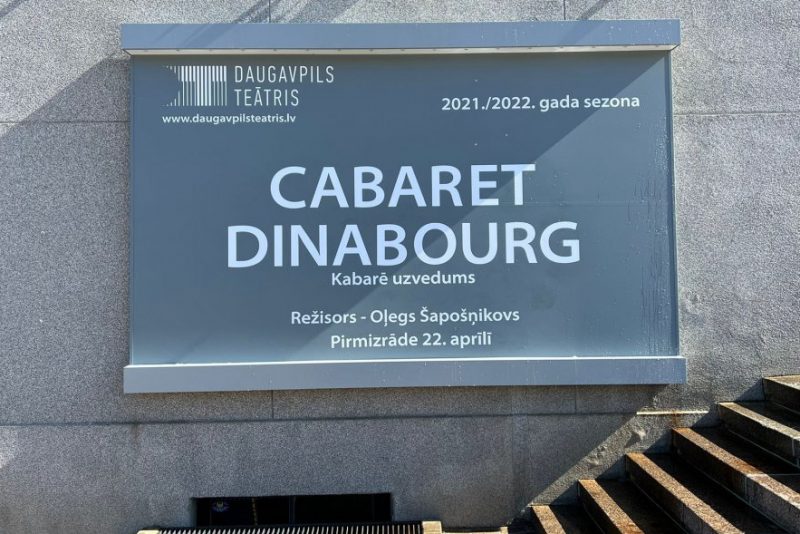 DAUGAVPILS
TEĀTRIS
www.daugavpilsteatris.lv
2021./2022. gada sezona
CABARET
DINABOURG
Kabarē uzvedums
Režisors - Oļegs Šapošņikovs
Pirmizrāde 22. aprīlī